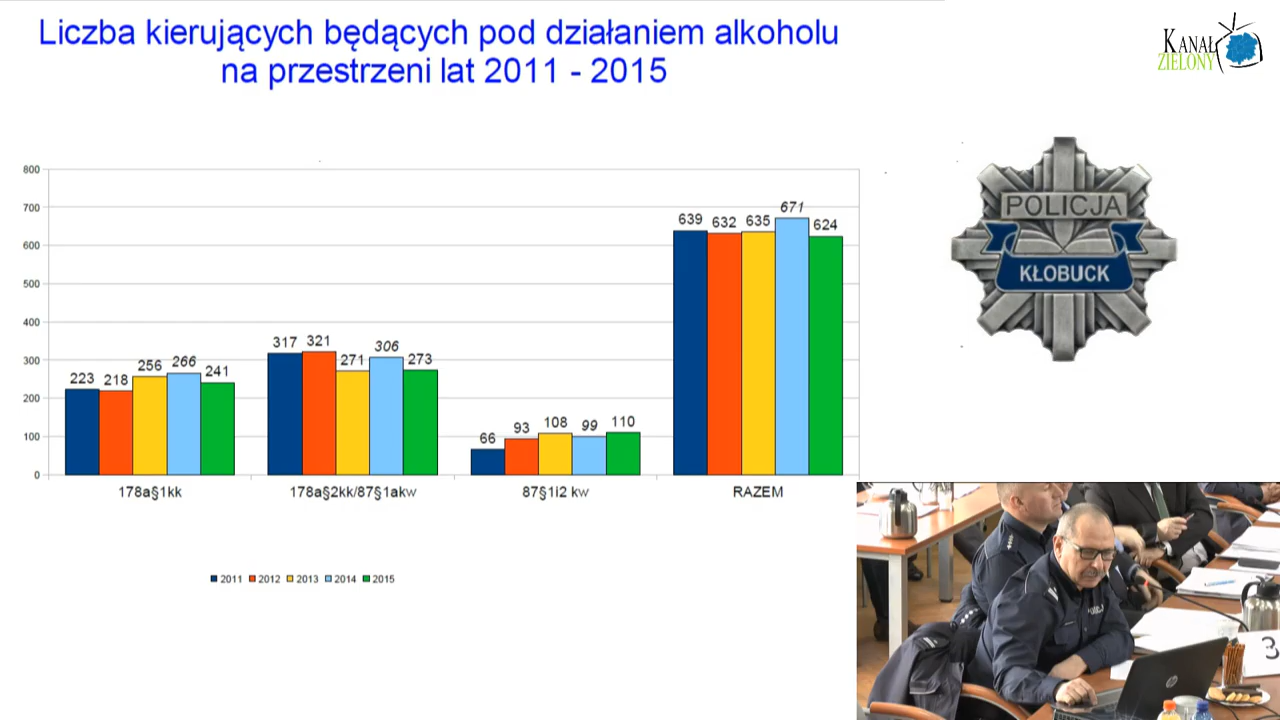 Liczba kierujących będących pod działaniem alkoholu
na przestrzeni lat 2011 - 2015
KANAŁ
ZIELONY
POLICJA
KŁOBUCK
800
700
600
500
400
300
200
100
0
223 218 256 266 241
317 321 271 306 273
66 93 108 99 110
639 632 635 671 624
178a§1kk 178a§2kk/87§1akw 87§1i2 kw RAZEM
2011 2012 2013 2014 2015
POLICJA
hp
3